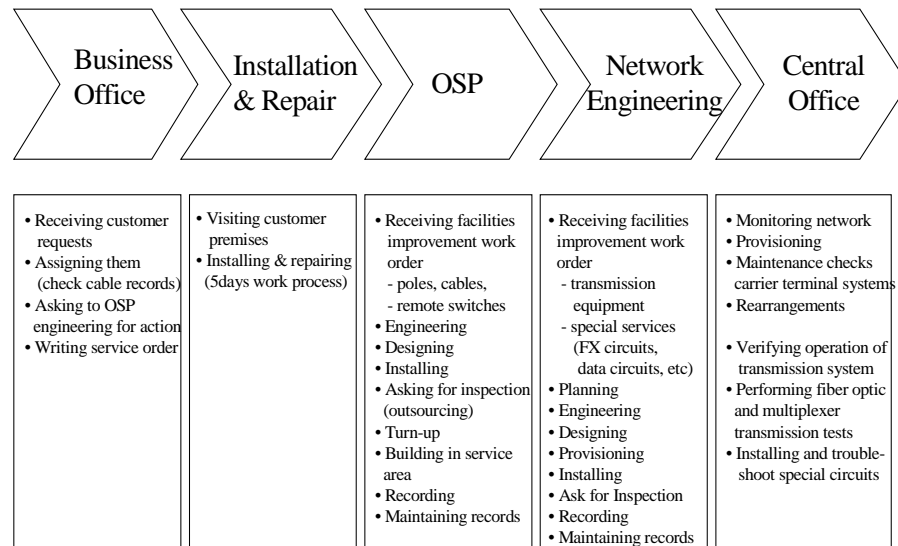 Business
Office
Installation
& Repair
OSP
Network
Engineering
Central
Office
• Receiving customer
requests
• Assigning them
(check cable records)
• Asking to OSP
engineering for action
• Writing service order
• Visiting customer
premises
• Installing & repairing
(5days work process)
• Receiving facilities
improvement work
order
- poles, cables,
- remote switches
• Engineering
• Designing
• Installing
• Asking for inspection
(outsourcing)
• Turn-up
• Building in service
area
• Recording
• Maintaining records
• Receiving facilities
improvement work
order
- transmission
equipment
- special services
(FX circuits,
data circuits, etc)
• Planning
• Engineering
• Designing
• Provisioning
• Installing
• Ask for Inspection
• Recording
• Maintaining records
• Monitoring network
• Provisioning
• Maintenance checks
carrier terminal systems
• Rearrangements
• Verifying operation of
transmission system
• Performing fiber optic
and multiplexer
transmission tests
• Installing and trouble-
shoot special circuits